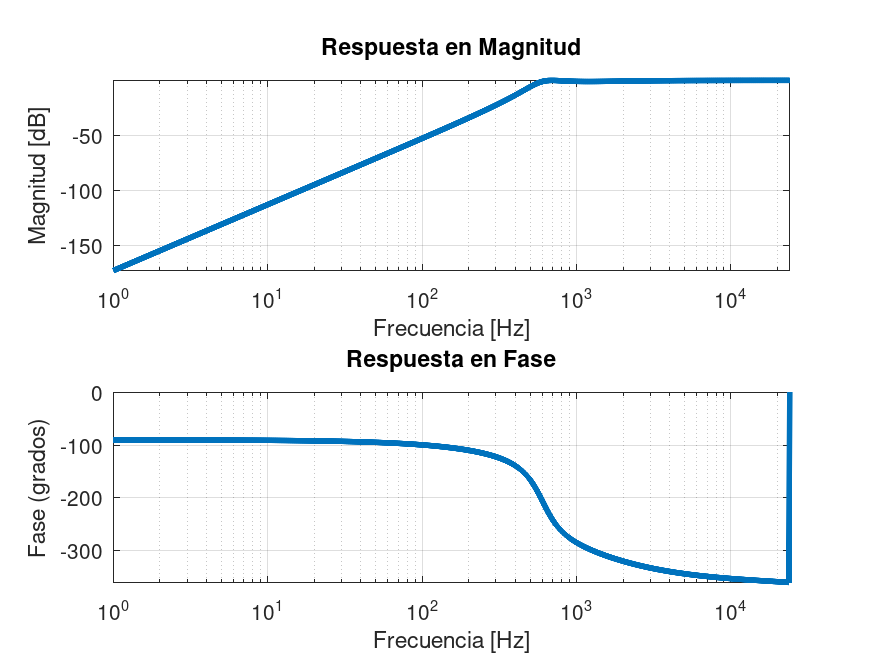 Respuesta en Magnitud
Magnitud [dB]
-50
-100
-150
10^0 10^1 10^2 10^3 10^4
Frecuencia [Hz]
Respuesta en Fase
Fase (grados)
0
-100
-200
-300
10^0 10^1 10^2 10^3 10^4
Frecuencia [Hz]